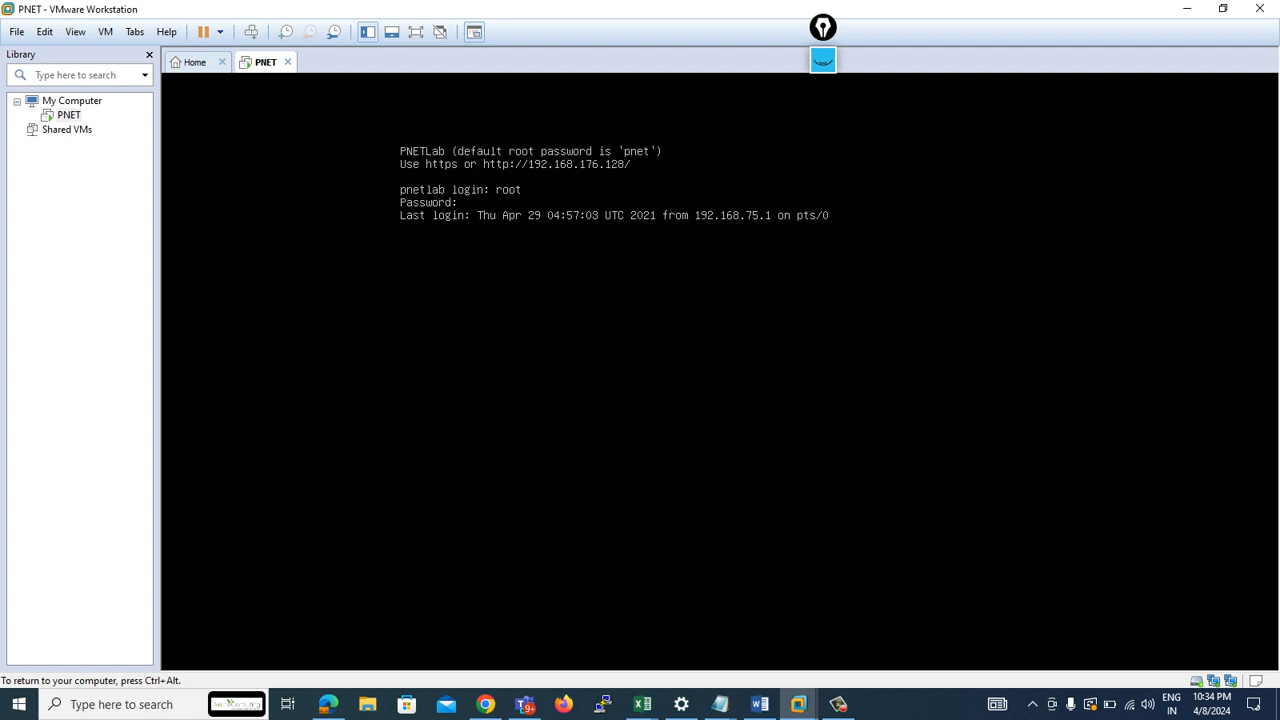 PNET - VMware Workstation
File Edit View VM Tabs Help
Library
Type here to search
My Computer
PNET
Shared VMs
Home
PNET
PNETLab (default root password is 'pnet')
Use https or http://192.168.176.128/
pnetlab login: root
Password:
Last login: Thu Apr 29 04:57:03 UTC 2021 from 192.168.75.1 on pts/0
To return to your computer, press Ctrl+Alt.
Type here to search
9+
ENG
IN
10:34 PM
4/8/2024